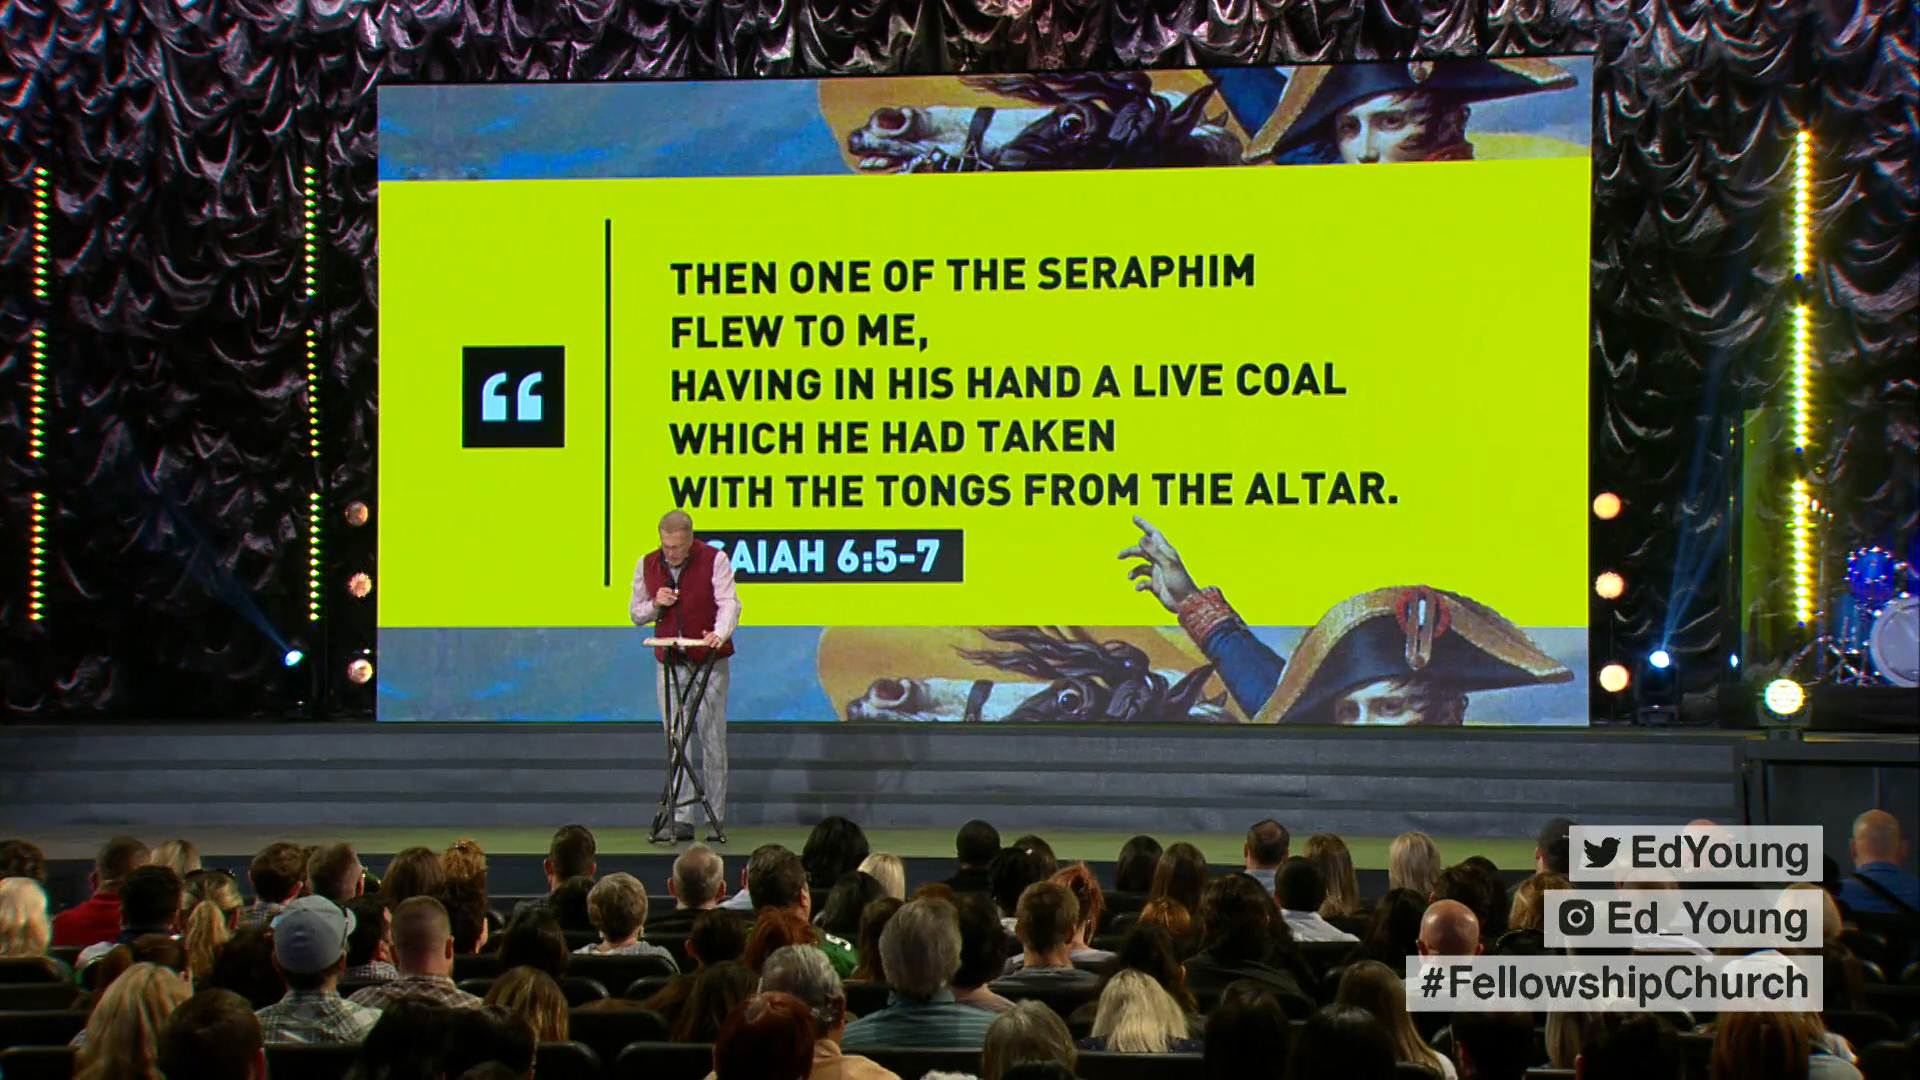 THEN ONE OF THE SERAPHIM
FLEW TO ME,
HAVING IN HIS HAND A LIVE COAL
WHICH HE HAD TAKEN
WITH THE TONGS FROM THE ALTAR.
AIAH 6:5-7
EdYoung
Ed_Young
#FellowshipChurch